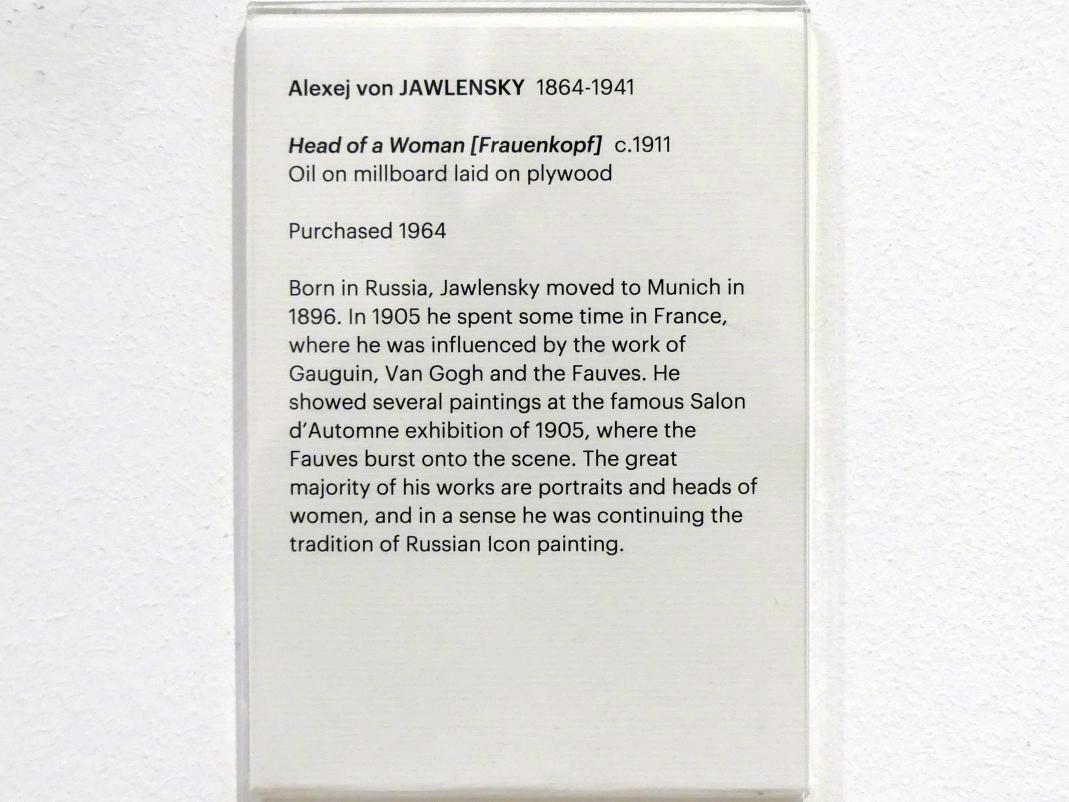 Alexej von JAWLENSKY 1864-1941
Head of a Woman [Frauenkopf] c.1911
Oil on millboard laid on plywood
Purchased 1964
Born in Russia, Jawlensky moved to Munich in
1896. In 1905 he spent some time in France,
where he was influenced by the work of
Gauguin, Van Gogh and the Fauves. He
showed several paintings at the famous Salon
d’Automne exhibition of 1905, where the
Fauves burst onto the scene. The great
majority of his works are portraits and heads of
women, and in a sense he was continuing the
tradition of Russian Icon painting.